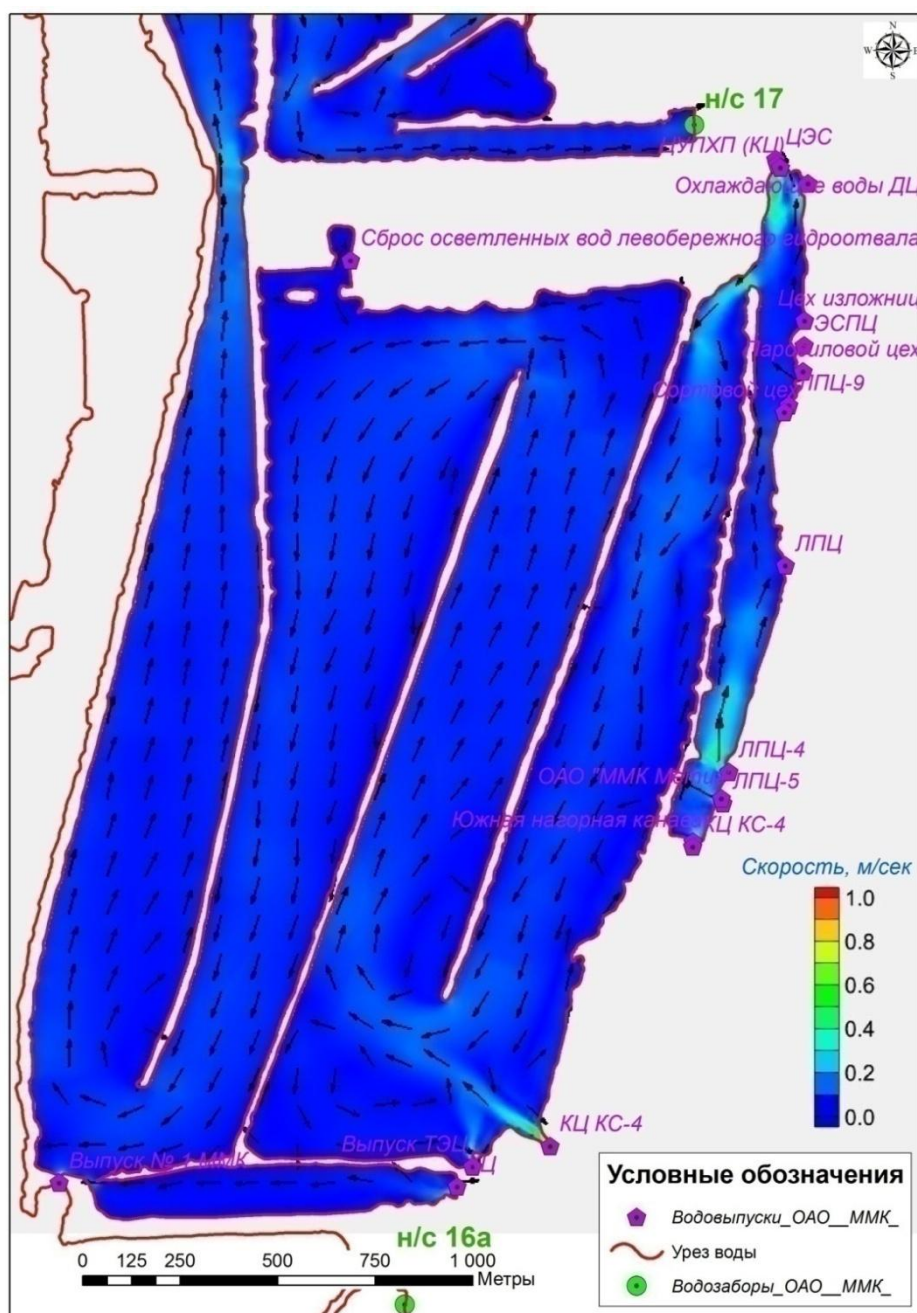 N
W E
S
н/с 17
ЦУПХП (КЦ)
ЦЭС
Охлаждающие воды ДЦ
Сброс осветленных вод левобережного гидроотвала
Цех изложниц
ЭСПЦ
Паросиловой цех
ЛПЦ-9
Сортовой цех
ЛПЦ
ЛПЦ-4
ОАО "ММК
ЛПЦ-5
Южная нагорная канава
КЦ КС-4
Скорость, м/сек
1.0
0.8
0.6
0.4
0.2
0.0
КЦ КС-4
Выпуск ТЭЦ
Выпуск № 1 ММК
н/с 16а
0 125 250 500 750 1 000
Метры
Условные обозначения
Водовыпуски_ОАО__ММК_
Урез воды
Водозаборы_ОАО__ММК_